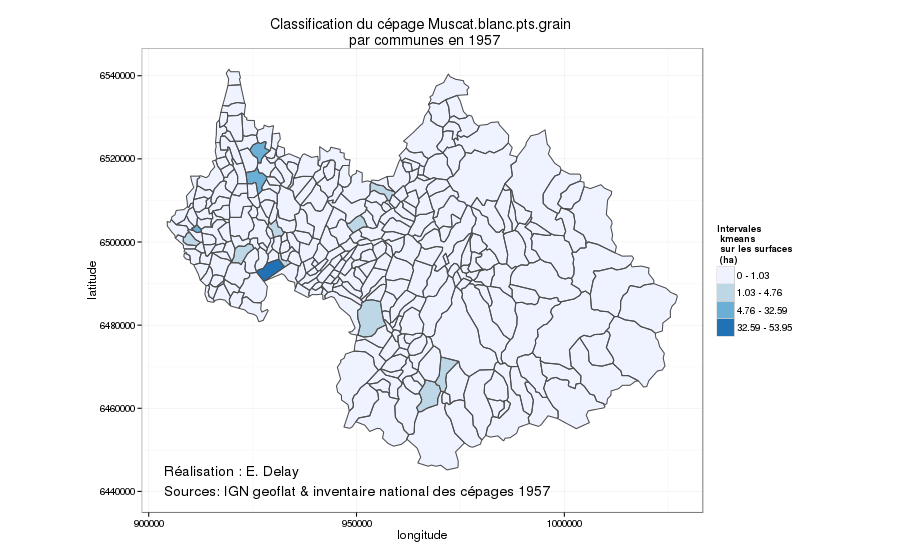 Classification du cépage Muscat.blanc.pts.grain
par communes en 1957
6540000
6520000
6500000
6480000
6460000
6440000
latitude
900000
950000
1000000
longitude
Intervales
kmeans
sur les surfaces
(ha)
0 - 1.03
1.03 - 4.76
4.76 - 32.59
32.59 - 53.95
Réalisation : E. Delay
Sources: IGN geoflat & inventaire national des cépages 1957